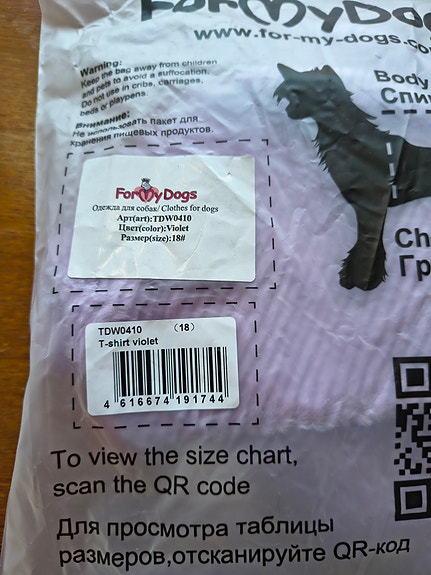 ForMyDog
www.for-my-dogs.co
Warning:
Keep the bag away from children
and pets to avoid a suffocation.
Do not use in cribs, carriages,
beds or playpens.
Внимание:
Не использовать пакет для
хранения пищевых продуктов.
Body
Спи
ForMyDogs
Одежда для собак/ Clothes for dogs
Арт(art):TDW0410
Цвет(color):Violet
Размер(size):18#
Ch
Гр
TDW0410 (18)
T-shirt violet
4 616674 191744
To view the size chart,
scan the QR code
Для просмотра таблицы
размеров,отсканируйте QR-код